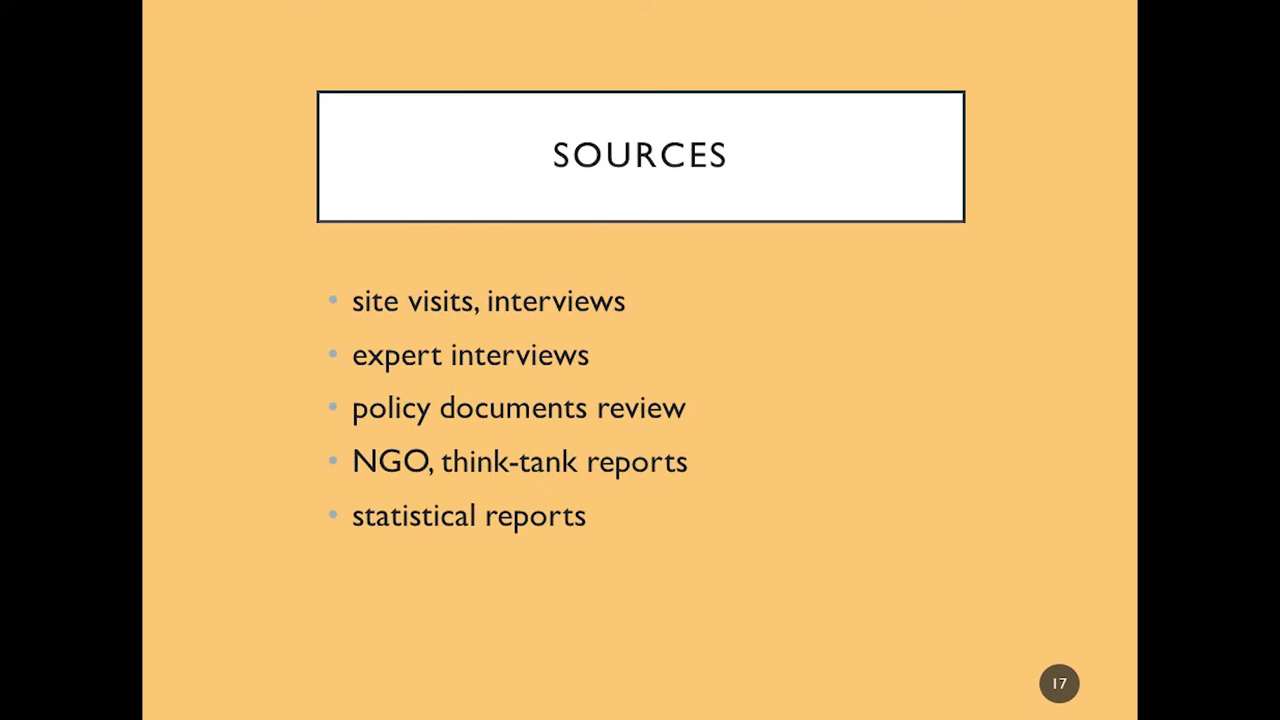 SOURCES
• site visits, interviews
• expert interviews
• policy documents review
• NGO, think-tank reports
• statistical reports
17